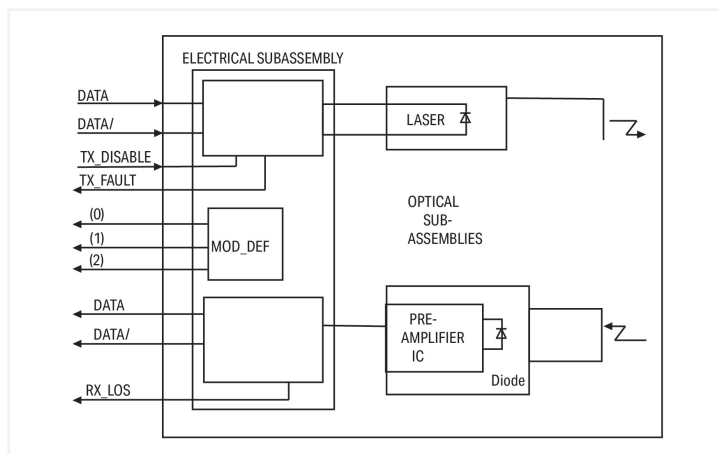 ELECTRICAL SUBASSEMBLY
DATA
DATA/
TX_DISABLE
TX_FAULT
LASER
(0)
(1)
(2)
MOD_DEF
OPTICAL
SUB-
ASSEMBLIES
DATA
DATA/
RX_LOS
PRE-
AMPLIFIER
IC
Diode